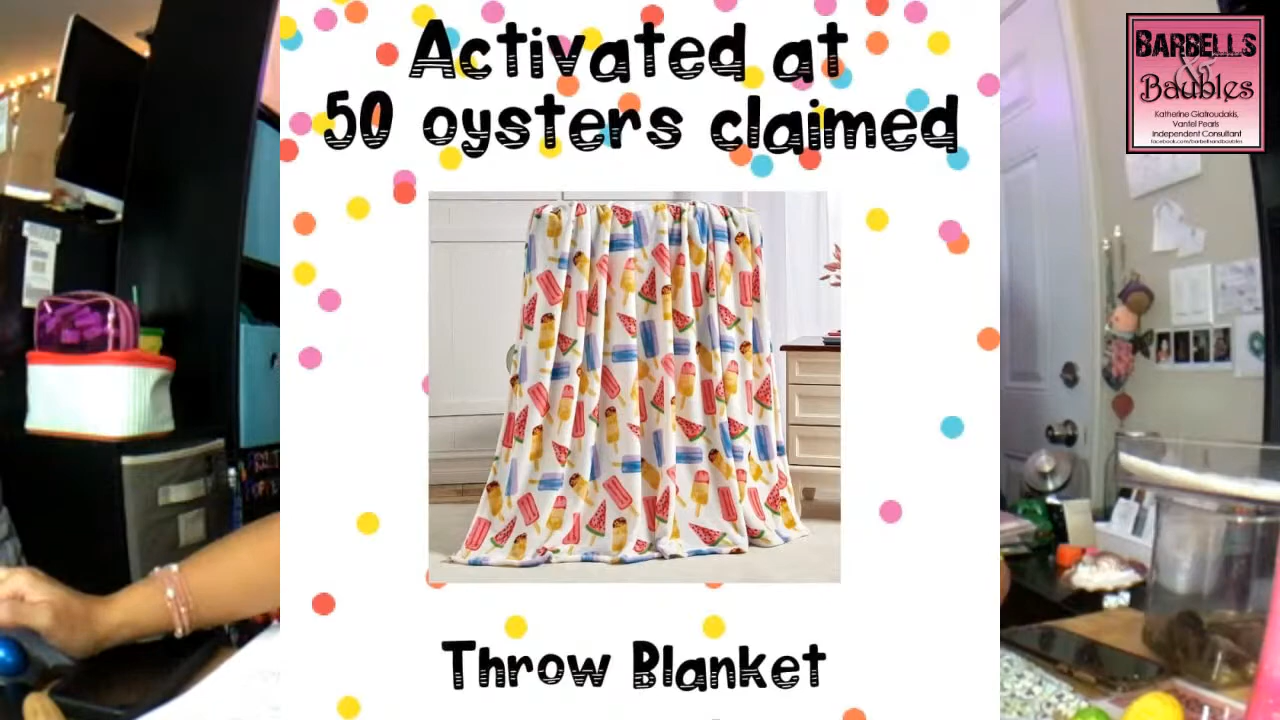 Activated at
50 oysters claimed
Throw Blanket
BARBELLS
&
Baubles
Katherine Giatroudakis,
Vantel Pearls
Independent Consultant
facebook.com/barbellsandbaubles